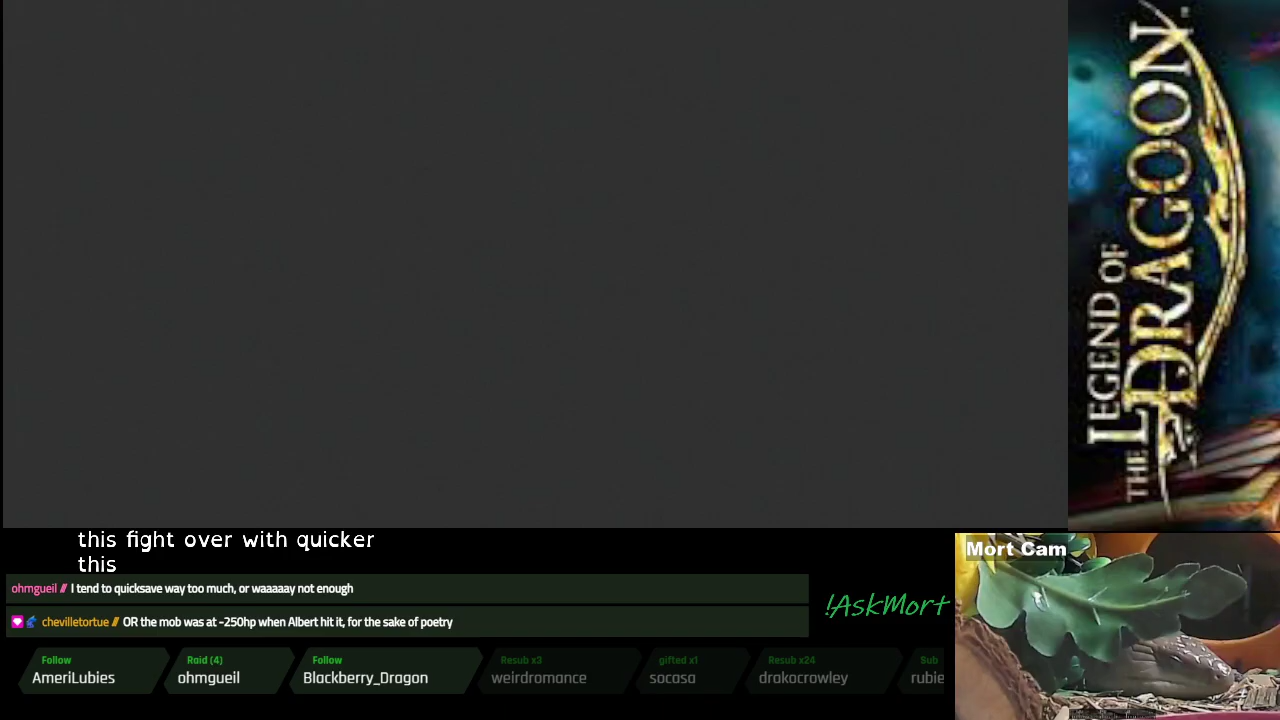 THE LEGEND OF
DRAGOON
this fight over with quicker
this
ohmgueil // I tend to quicksave way too much, or waaaaay not enough
chevilletortue // OR the mob was at -250hp when Albert hit it, for the sake of poetry
!AskMort
Mort Cam
Follow
AmeriLubies
Raid (4)
ohmgueil
Follow
Blackberry_Dragon
Resub x3
weirdromance
gifted x1
socasa
Resub x24
drakocrowley
Sub
rubie